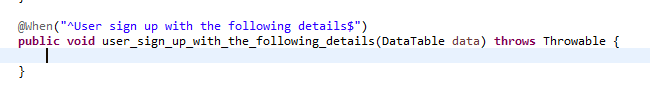 @When("^User sign up with the following details$")
public void user_sign_up_with_the_following_details(DataTable data) throws Throwable {
}